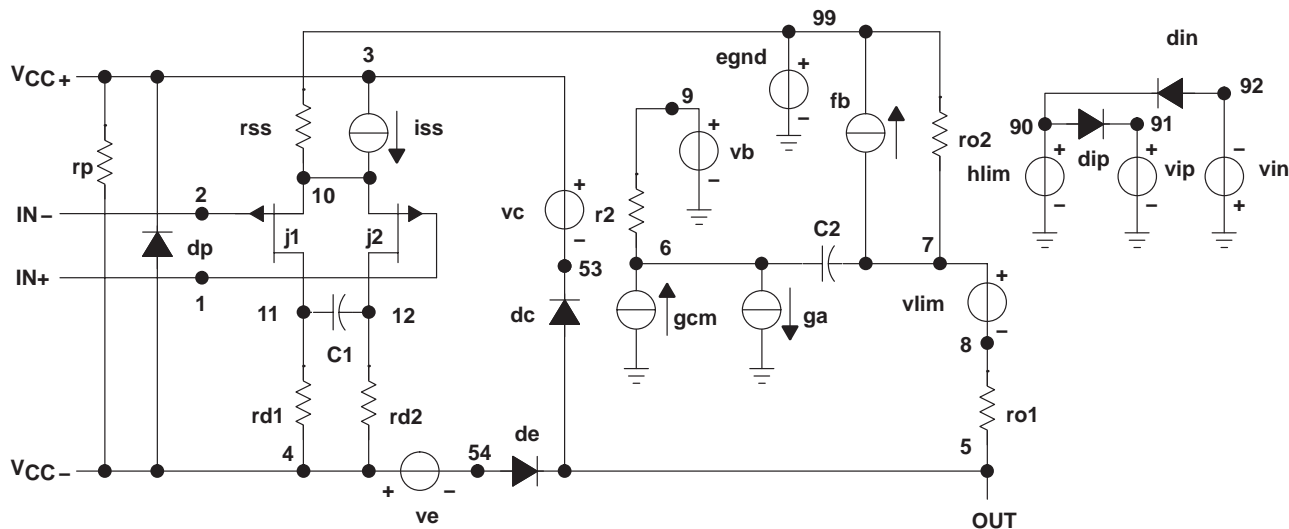 99
3
egnd
+
din
VCC+
+
9
fb
92
rss
iss
+
vb
−
90
91
rp
ro2
dip
+
+
−
10
−
hlim
vip
vin
2
+
−
−
+
IN−
vc
r2
j1
j2
−
C2
dp
6
7
IN+
53
+
1
vlim
11
12
gcm
ga
−
dc
8
C1
rd1
rd2
ro1
de
4
54
5
VCC−
+
−
ve
OUT